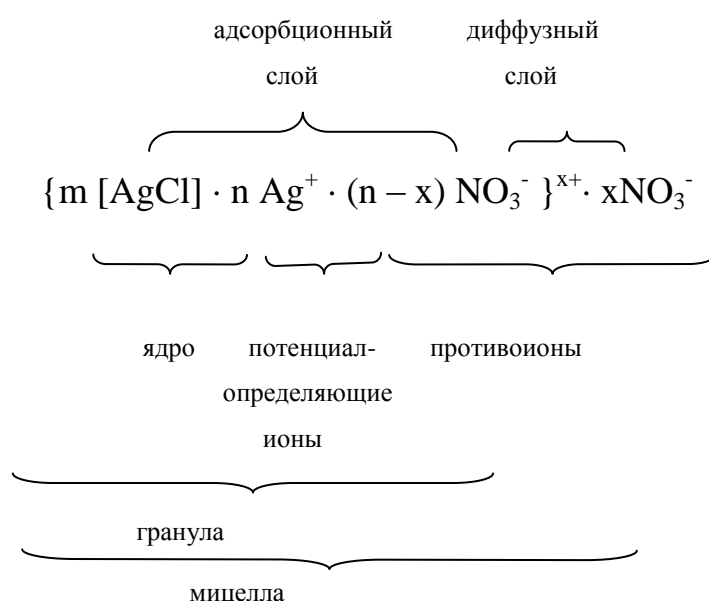 адсорбционный диффузный
слой слой
{m [AgCl] · n Ag⁺ · (n – x) NO₃⁻ }ˣ⁺· xNO₃⁻
ядро потенциал- противоионы
определяющие
ионы
гранула
мицелла